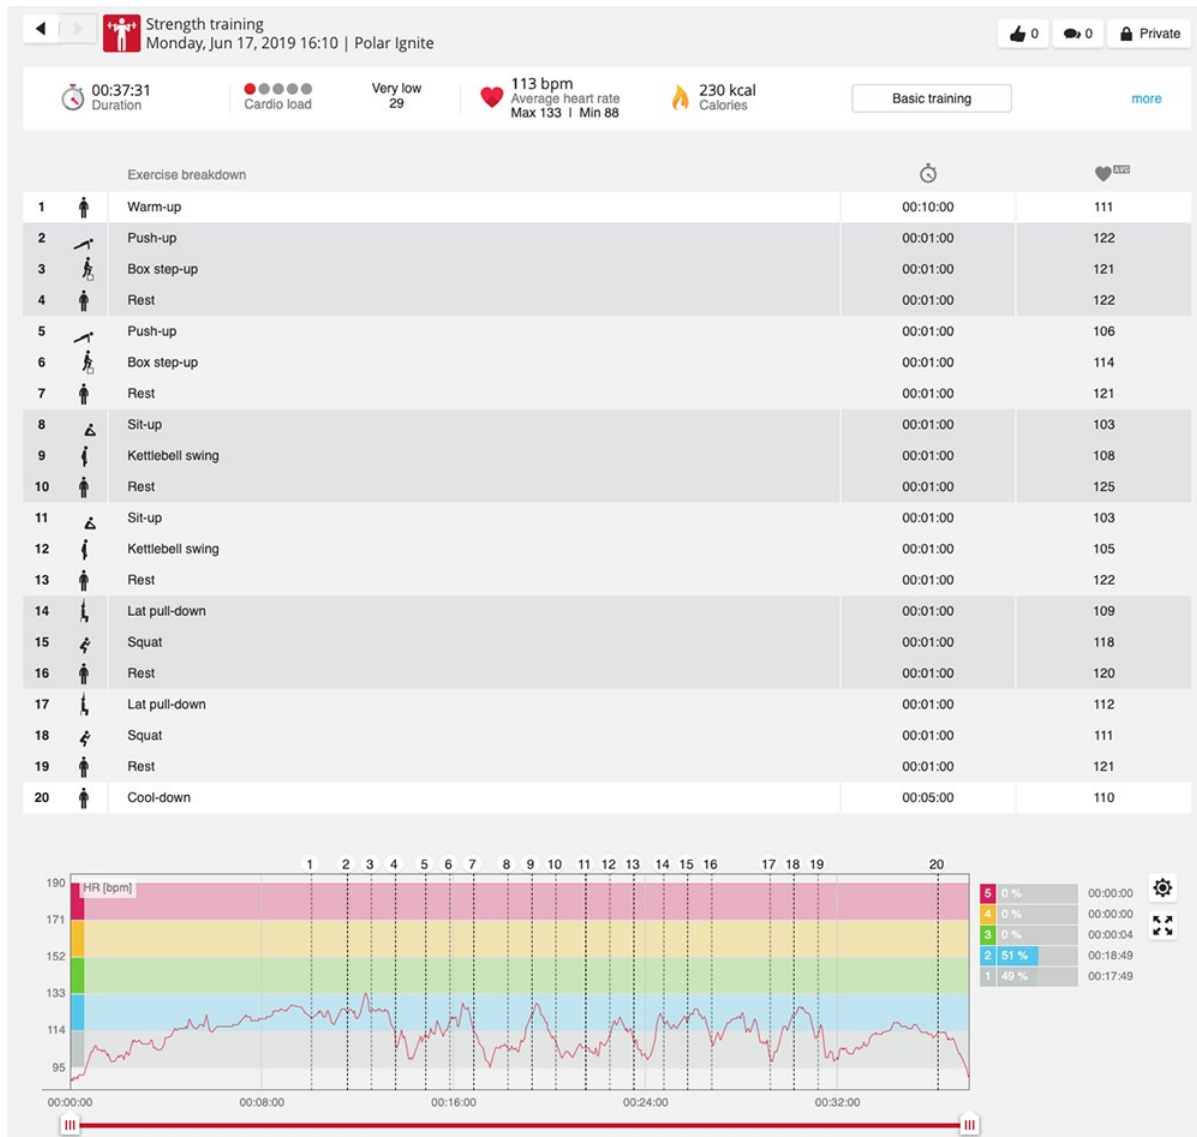 Strength training
Monday, Jun 17, 2019 16:10 | Polar Ignite
0 0 Private
00:37:31
Duration
Cardio load
Very low
29
113 bpm
Average heart rate
Max 133 | Min 88
230 kcal
Calories
Basic training
more
Exercise breakdown AVG
1 Warm-up 00:10:00 111
2 Push-up 00:01:00 122
3 Box step-up 00:01:00 121
4 Rest 00:01:00 122
5 Push-up 00:01:00 106
6 Box step-up 00:01:00 114
7 Rest 00:01:00 121
8 Sit-up 00:01:00 103
9 Kettlebell swing 00:01:00 108
10 Rest 00:01:00 125
11 Sit-up 00:01:00 103
12 Kettlebell swing 00:01:00 105
13 Rest 00:01:00 122
14 Lat pull-down 00:01:00 109
15 Squat 00:01:00 118
16 Rest 00:01:00 120
17 Lat pull-down 00:01:00 112
18 Squat 00:01:00 111
19 Rest 00:01:00 121
20 Cool-down 00:05:00 110
1 2 3 4 5 6 7 8 9 10 11 12 13 14 15 16 17 18 19 20
HR [bpm]
190
171
152
133
114
95
00:00:00 00:08:00 00:16:00 00:24:00 00:32:00
5 0 % 00:00:00
4 0 % 00:00:00
3 0 % 00:00:04
2 51 % 00:18:49
1 49 % 00:17:49